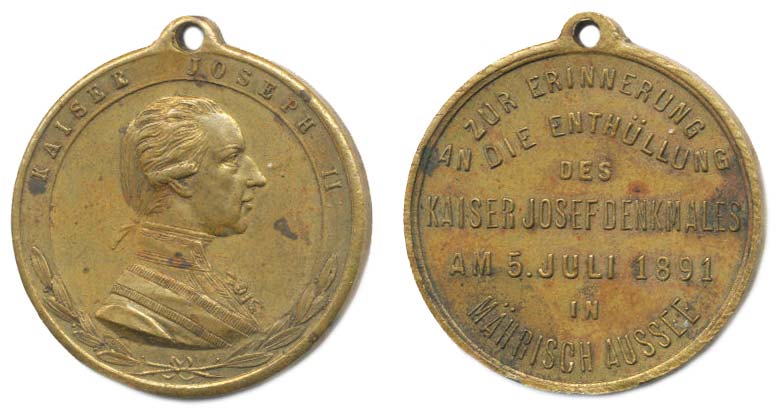 KAISER JOSEPH II
ZUR ERINNERUNG
AN DIE ENTHÜLLUNG
DES
KAISER JOSEF DENKMALES
AM 5. JULI 1891
IN
MÄHRISCH AUSSEE